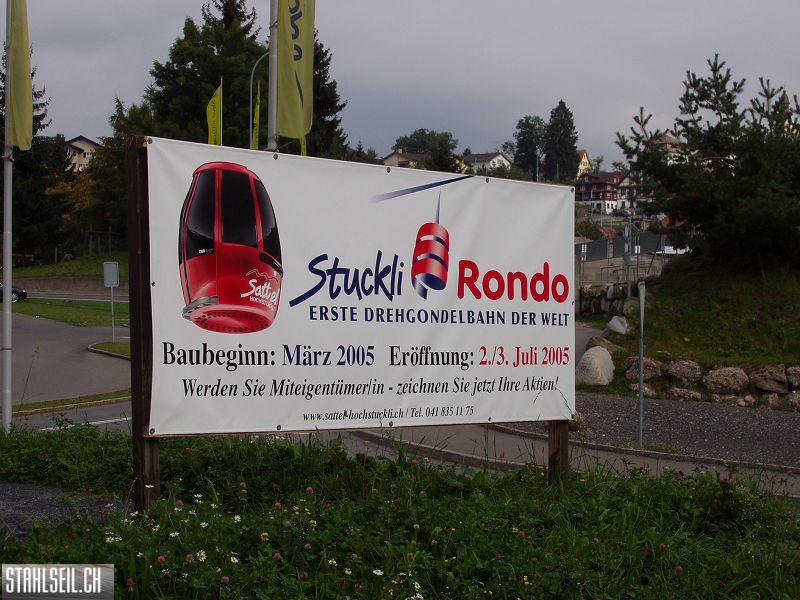 Sattel
HOCHSTUCKLI
Stuckli Rondo
ERSTE DREHGONDELBAHN DER WELT
Baubeginn: März 2005 Eröffnung: 2./3. Juli 2005
Werden Sie Miteigentümer/in - zeichnen Sie jetzt Ihre Aktien!
www.sattel-hochstuckli.ch / Tel. 041 835 11 75
STAHLSEIL.CH